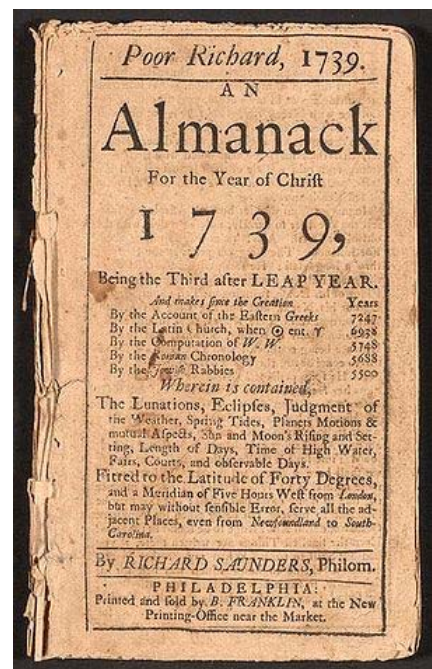 Poor Richard, 1739.
AN
Almanack
For the Year of Chriſt
1739,
Being the Third after LEAP YEAR.
And makes ſince the Creation Years
By the Account of the Eaſtern Greeks 7247
By the Latin Church, when ☉ ent. ♈ 6938
By the Computation of W. W. 5748
By the Roman Chronology 5688
By the Jewiſh Rabbies 5500
Wherein is contained,
The Lunations, Eclipſes, Judgment of
the Weather, Spring Tides, Planets Motions &
mutual Aſpects, Sun and Moon's Riſing and Set-
ting, Length of Days, Time of High Water,
Fairs, Courts, and obſervable Days.
Fitted to the Latitude of Forty Degrees,
and a Meridian of Five Hours Weſt from London,
but may without ſenſible Error, ſerve all the ad-
jacent Places, even from Newfoundland to South-
Carolina.
By RICHARD SAUNDERS, Philom.
PHILADELPHIA:
Printed and ſold by B. FRANKLIN, at the New
Printing-Office near the Market.